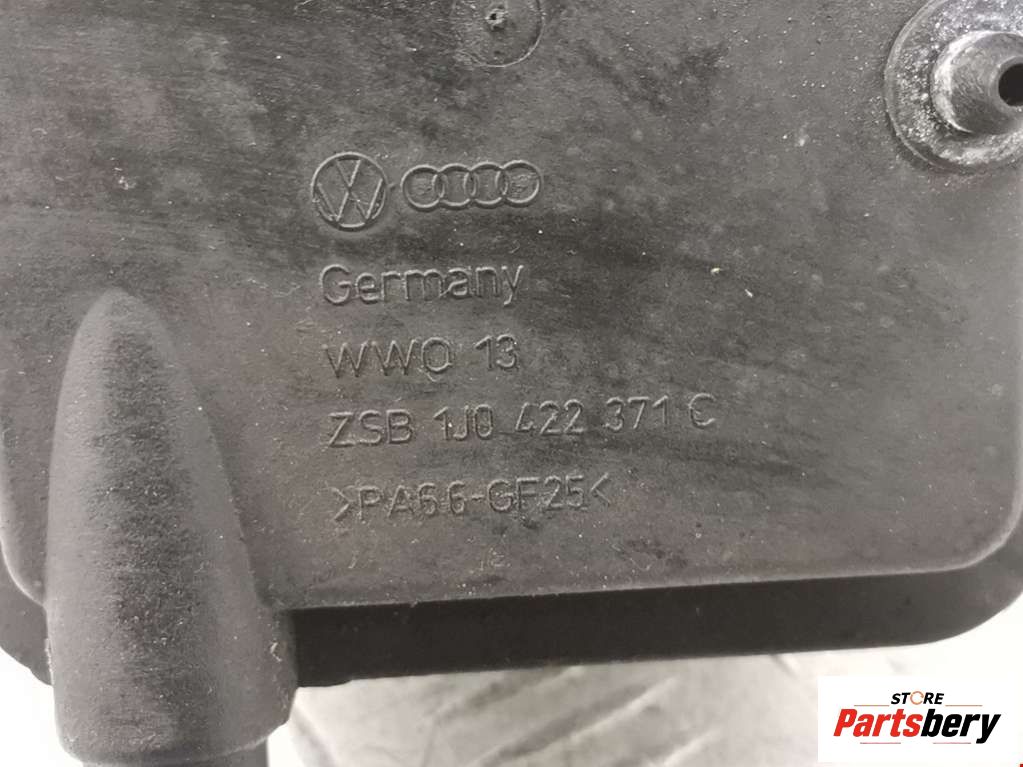 Germany
WWO 13
ZSB 1J0 422 371 C
>PA66-GF25<
STORE
Partsbery